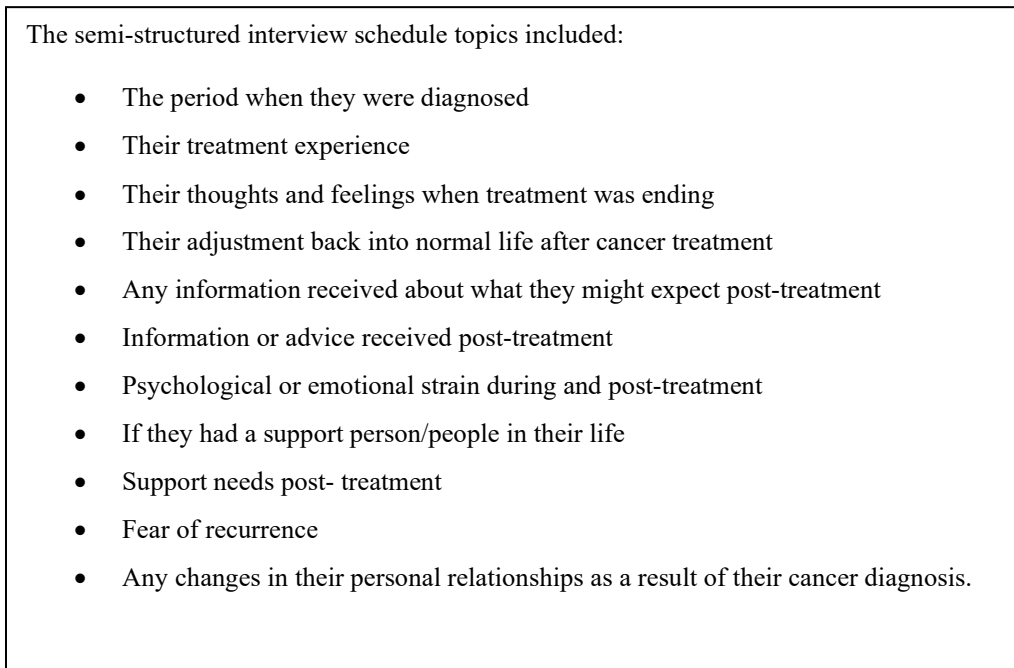 The semi-structured interview schedule topics included:
• The period when they were diagnosed
• Their treatment experience
• Their thoughts and feelings when treatment was ending
• Their adjustment back into normal life after cancer treatment
• Any information received about what they might expect post-treatment
• Information or advice received post-treatment
• Psychological or emotional strain during and post-treatment
• If they had a support person/people in their life
• Support needs post- treatment
• Fear of recurrence
• Any changes in their personal relationships as a result of their cancer diagnosis.